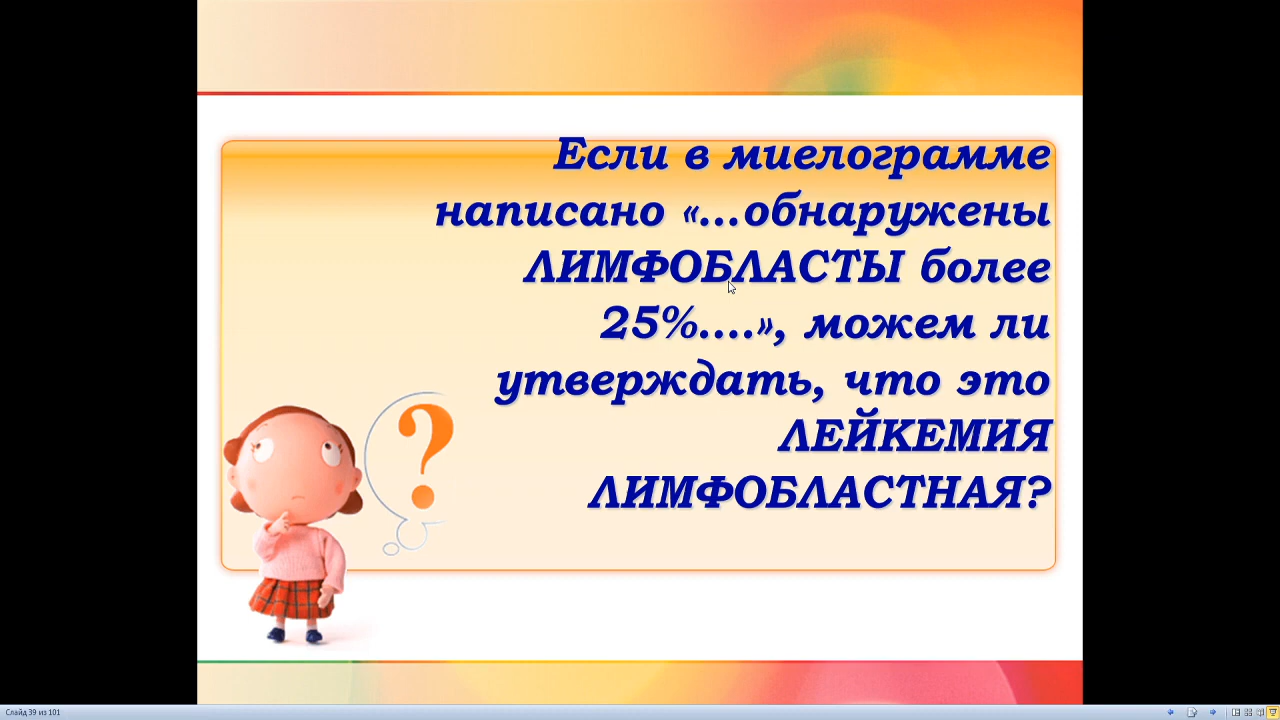 Если в миелограмме
написано «...обнаружены
ЛИМФОБЛАСТЫ более
25%....», можем ли
утверждать, что это
ЛЕЙКЕМИЯ
ЛИМФОБЛАСТНАЯ?
?
Слайд 39 из 101